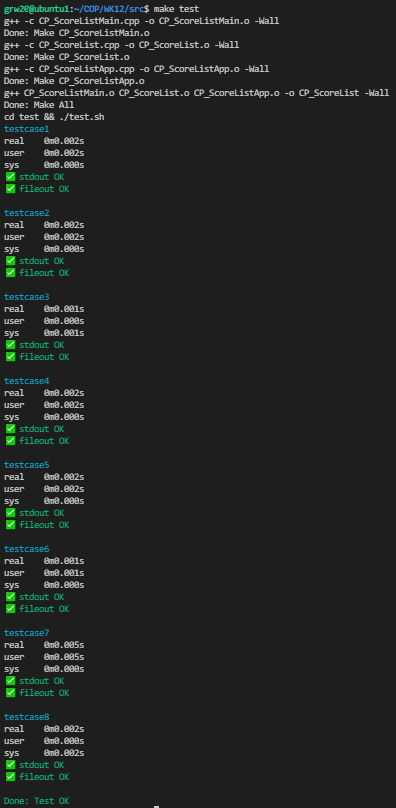 grw20@ubuntu1:~/COP/WK12/src$ make test
g++ -c CP_ScoreListMain.cpp -o CP_ScoreListMain.o -Wall
Done: Make CP_ScoreListMain.o
g++ -c CP_ScoreList.cpp -o CP_ScoreList.o -Wall
Done: Make CP_ScoreList.o
g++ -c CP_ScoreListApp.cpp -o CP_ScoreListApp.o -Wall
Done: Make CP_ScoreListApp.o
g++ CP_ScoreListMain.o CP_ScoreList.o CP_ScoreListApp.o -o CP_ScoreList -Wall
Done: Make All
cd test && ./test.sh
testcase1
real 0m0.002s
user 0m0.002s
sys 0m0.000s
✅ stdout OK
✅ fileout OK
testcase2
real 0m0.002s
user 0m0.002s
sys 0m0.000s
✅ stdout OK
✅ fileout OK
testcase3
real 0m0.001s
user 0m0.000s
sys 0m0.001s
✅ stdout OK
✅ fileout OK
testcase4
real 0m0.002s
user 0m0.002s
sys 0m0.000s
✅ stdout OK
✅ fileout OK
testcase5
real 0m0.002s
user 0m0.002s
sys 0m0.000s
✅ stdout OK
✅ fileout OK
testcase6
real 0m0.001s
user 0m0.001s
sys 0m0.000s
✅ stdout OK
✅ fileout OK
testcase7
real 0m0.005s
user 0m0.005s
sys 0m0.000s
✅ stdout OK
✅ fileout OK
testcase8
real 0m0.002s
user 0m0.000s
sys 0m0.002s
✅ stdout OK
✅ fileout OK
Done: Test OK